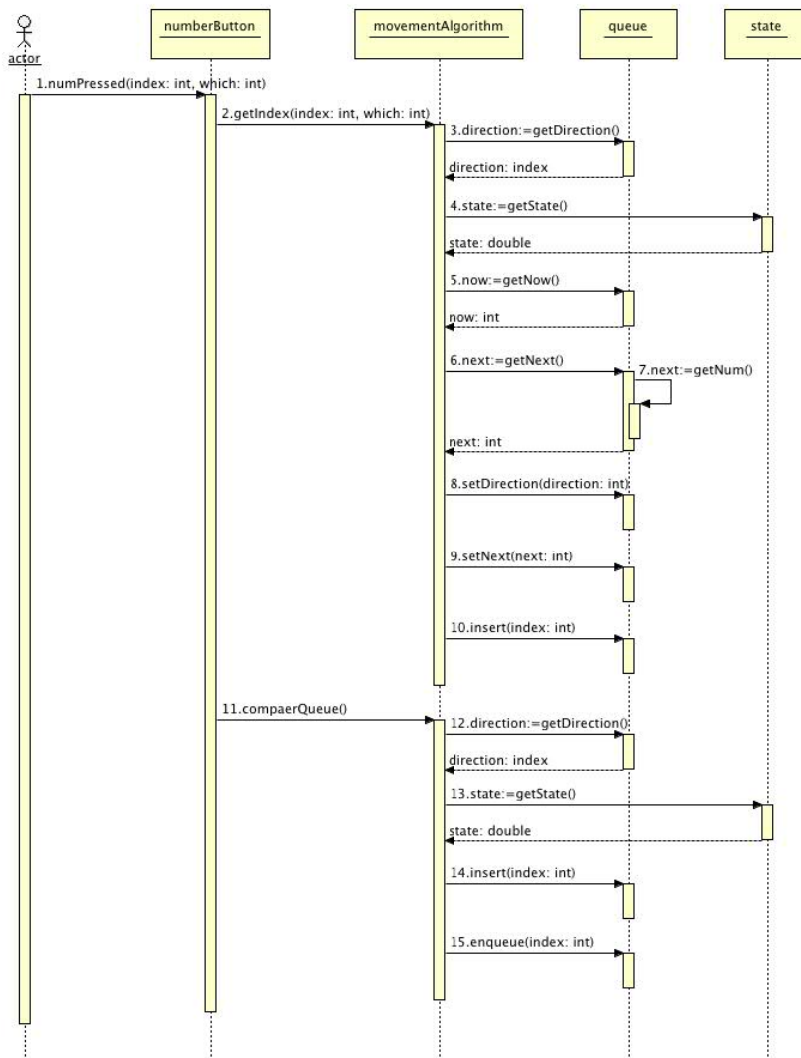 numberButton
movementAlgorithm
queue
state
actor
1.numPressed(index: int, which: int)
2.getIndex(index: int, which: int)
3.direction:=getDirection()
direction: index
4.state:=getState()
state: double
5.now:=getNow()
now: int
6.next:=getNext()
7.next:=getNum()
next: int
8.setDirection(direction: int)
9.setNext(next: int)
10.insert(index: int)
11.compaerQueue()
12.direction:=getDirection()
direction: index
13.state:=getState()
state: double
14.insert(index: int)
15.enqueue(index: int)